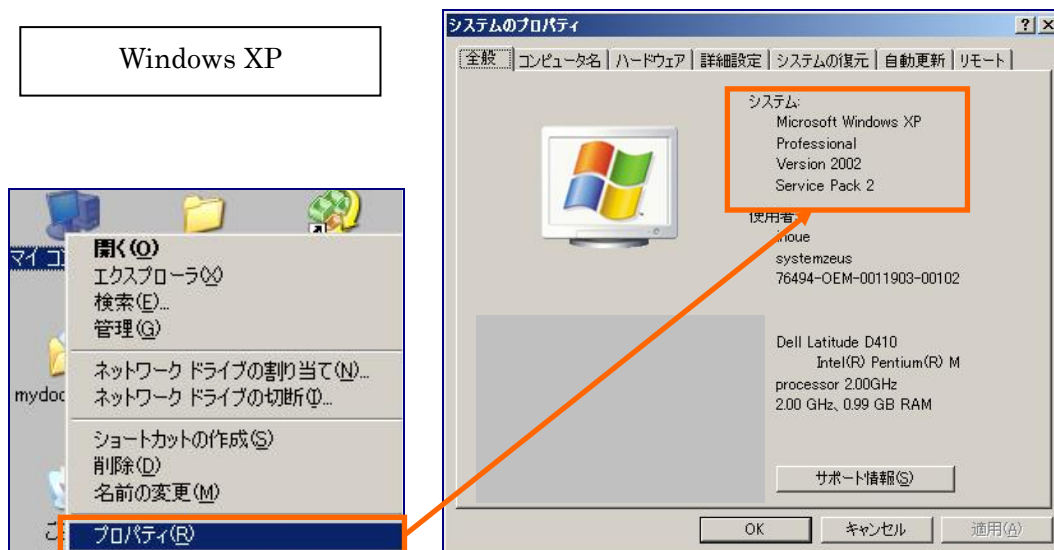 Windows XP
マイ コ
mydoc
ご
開く(O)
エクスプローラ(X)
検索(E)...
管理(G)
ネットワーク ドライブの割り当て(N)...
ネットワーク ドライブの切断(I)...
ショートカットの作成(S)
削除(D)
名前の変更(M)
プロパティ(R)
システムのプロパティ
全般 コンピュータ名 ハードウェア 詳細設定 システムの復元 自動更新 リモート
システム:
Microsoft Windows XP
Professional
Version 2002
Service Pack 2
使用者:
inoue
systemzeus
76494-OEM-0011903-00102
Dell Latitude D410
Intel(R) Pentium(R) M
processor 2.00GHz
2.00 GHz、0.99 GB RAM
サポート情報(S)
OK キャンセル 適用(A)